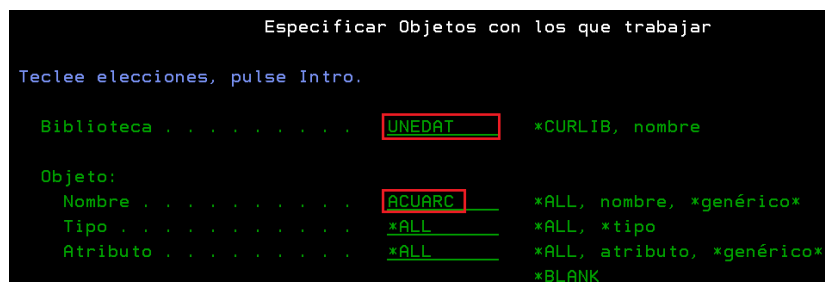 Especificar Objetos con los que trabajar
Teclee elecciones, pulse Intro.
Biblioteca . . . . . . . . . UNEDAT *CURLIB, nombre
Objeto:
Nombre . . . . . . . . . . ACUARC *ALL, nombre, *genérico*
Tipo . . . . . . . . . . . *ALL *ALL, *tipo
Atributo . . . . . . . . . *ALL *ALL, atributo, *genérico*
*BLANK